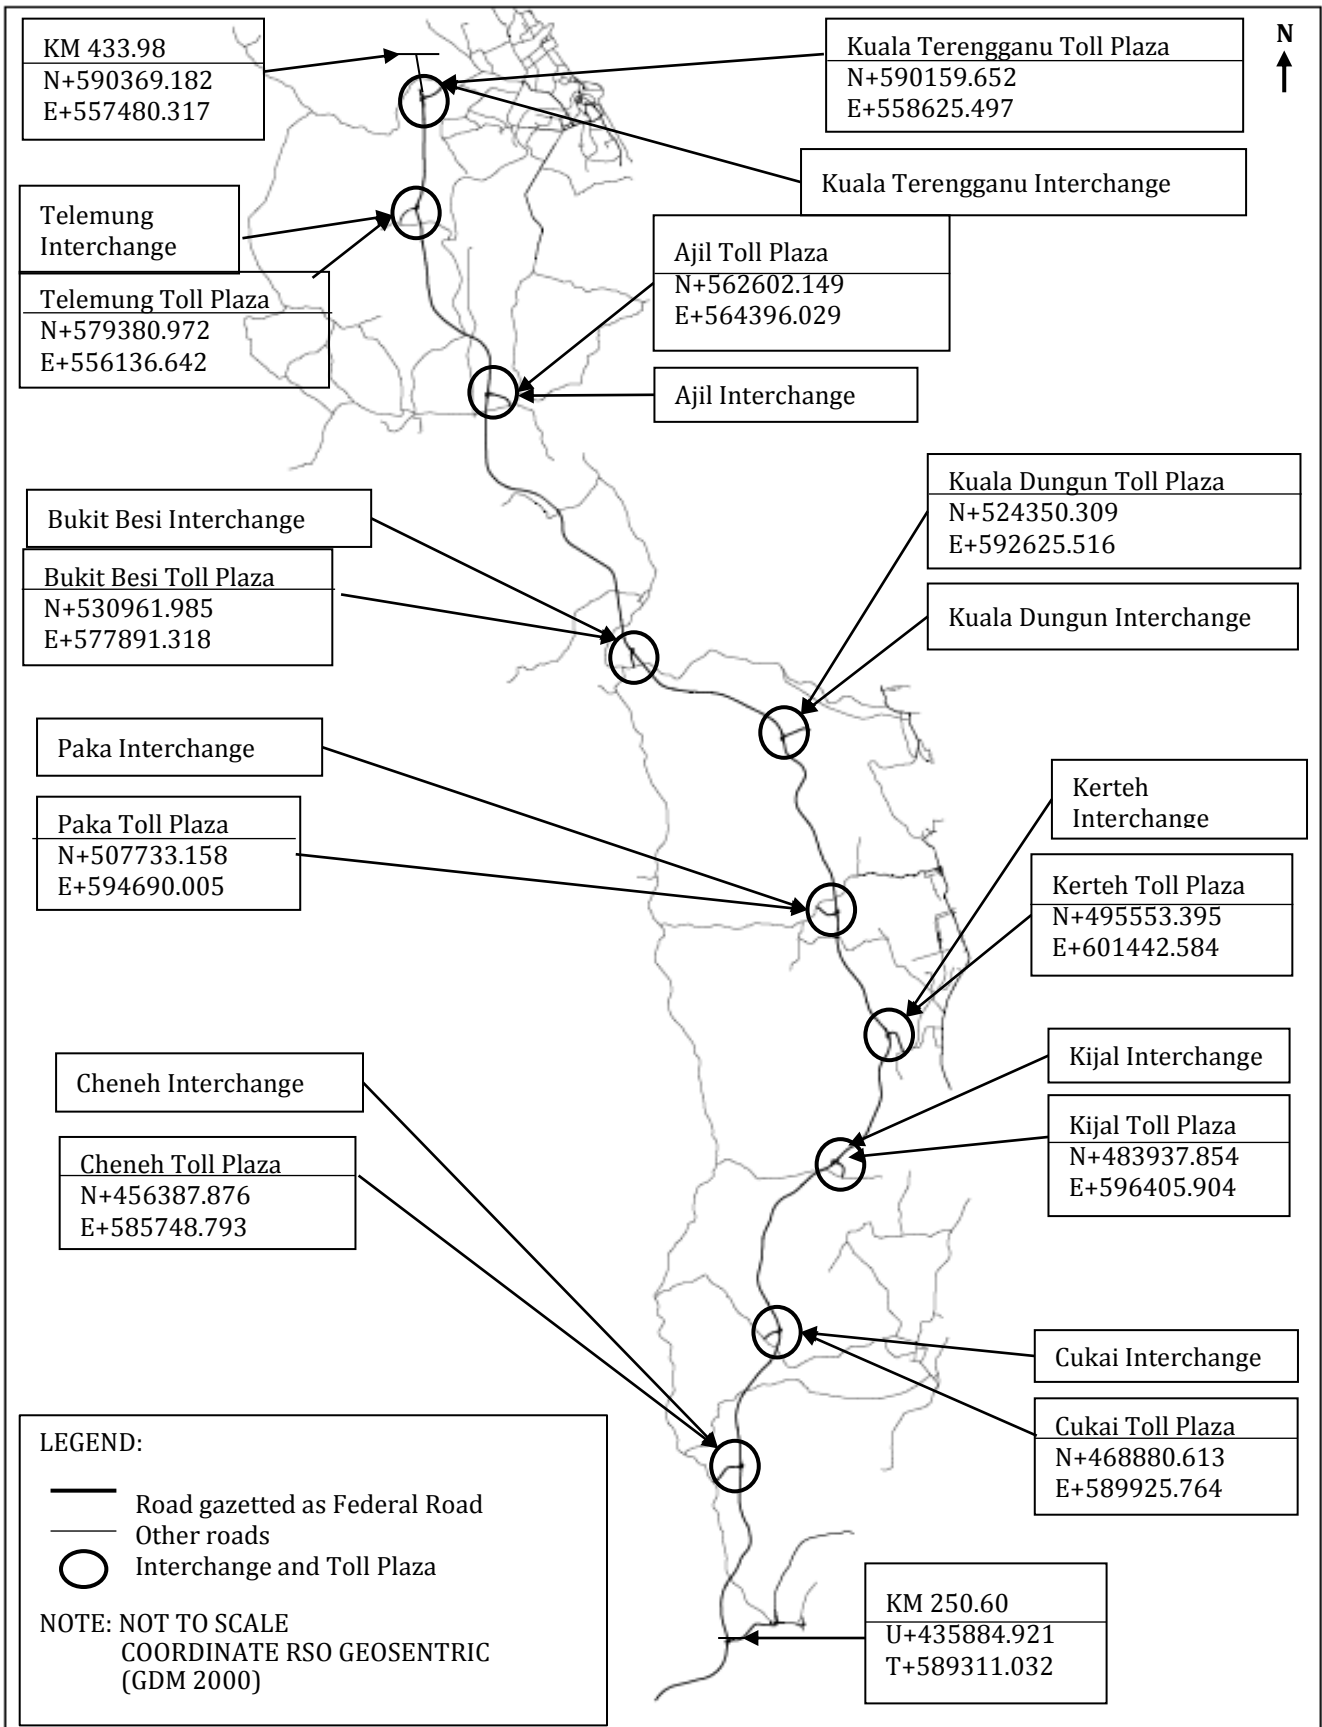 KM 433.98
N+590369.182
E+557480.317
Kuala Terengganu Toll Plaza
N+590159.652
E+558625.497
N
Kuala Terengganu Interchange
Telemung
Interchange
Telemung Toll Plaza
N+579380.972
E+556136.642
Ajil Toll Plaza
N+562602.149
E+564396.029
Ajil Interchange
Kuala Dungun Toll Plaza
N+524350.309
E+592625.516
Bukit Besi Interchange
Bukit Besi Toll Plaza
N+530961.985
E+577891.318
Kuala Dungun Interchange
Paka Interchange
Paka Toll Plaza
N+507733.158
E+594690.005
Kerteh
Interchange
Kerteh Toll Plaza
N+495553.395
E+601442.584
Cheneh Interchange
Cheneh Toll Plaza
N+456387.876
E+585748.793
Kijal Interchange
Kijal Toll Plaza
N+483937.854
E+596405.904
Cukai Interchange
Cukai Toll Plaza
N+468880.613
E+589925.764
LEGEND:
Road gazetted as Federal Road
Other roads
Interchange and Toll Plaza
NOTE: NOT TO SCALE
COORDINATE RSO GEOSENTRIC
(GDM 2000)
KM 250.60
U+435884.921
T+589311.032